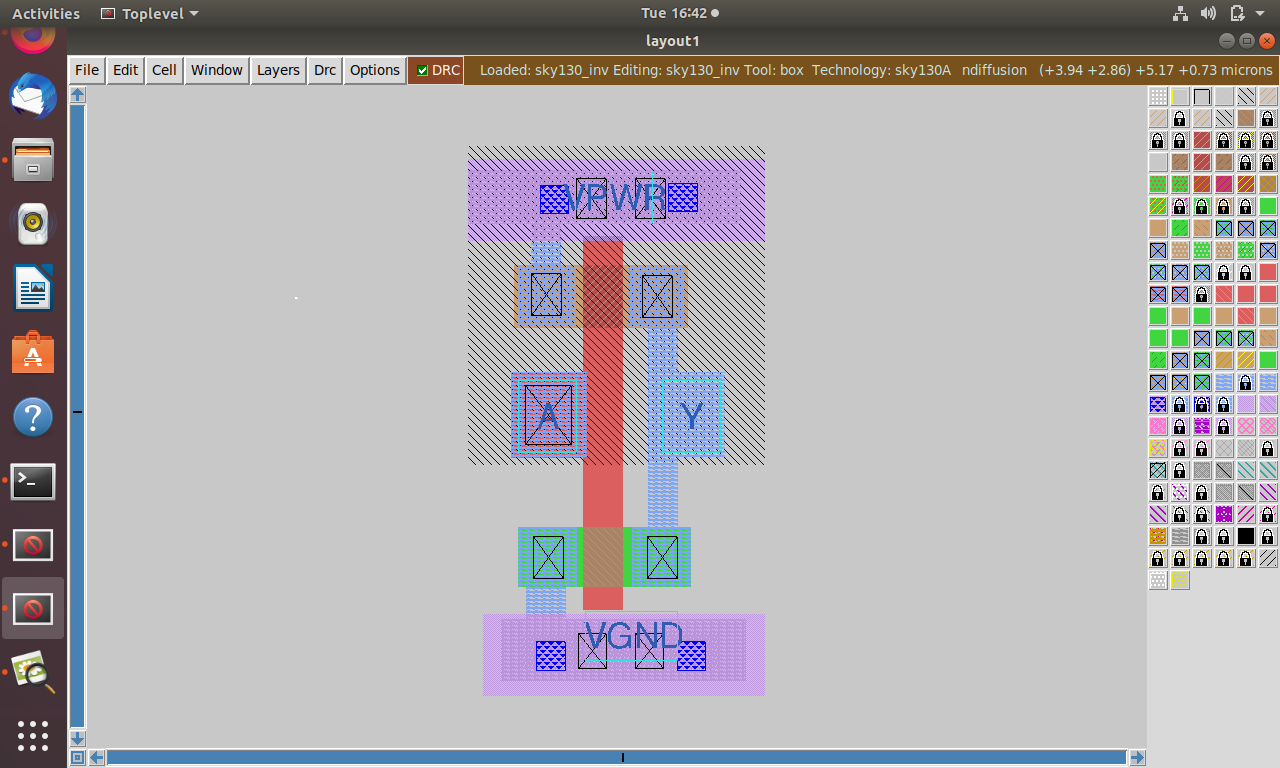 Activities Toplevel Tue 16:42
layout1
File Edit Cell Window Layers Drc Options DRC Loaded: sky130_inv Editing: sky130_inv Tool: box Technology: sky130A ndiffusion (+3.94 +2.86) +5.17 +0.73 microns
VPWR
A Y
VGND